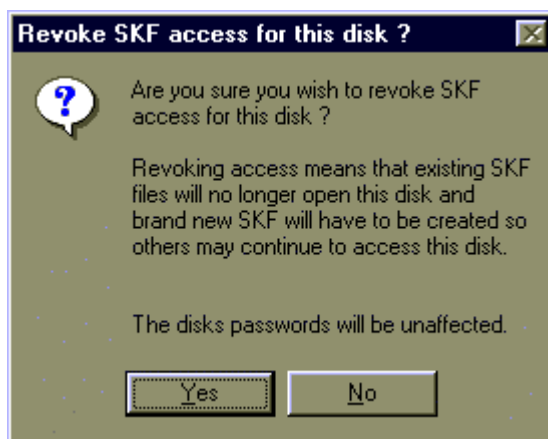 Revoke SKF access for this disk ?
Are you sure you wish to revoke SKF
access for this disk ?
Revoking access means that existing SKF
files will no longer open this disk and
brand new SKF will have to be created so
others may continue to access this disk.
The disks passwords will be unaffected.
Yes No